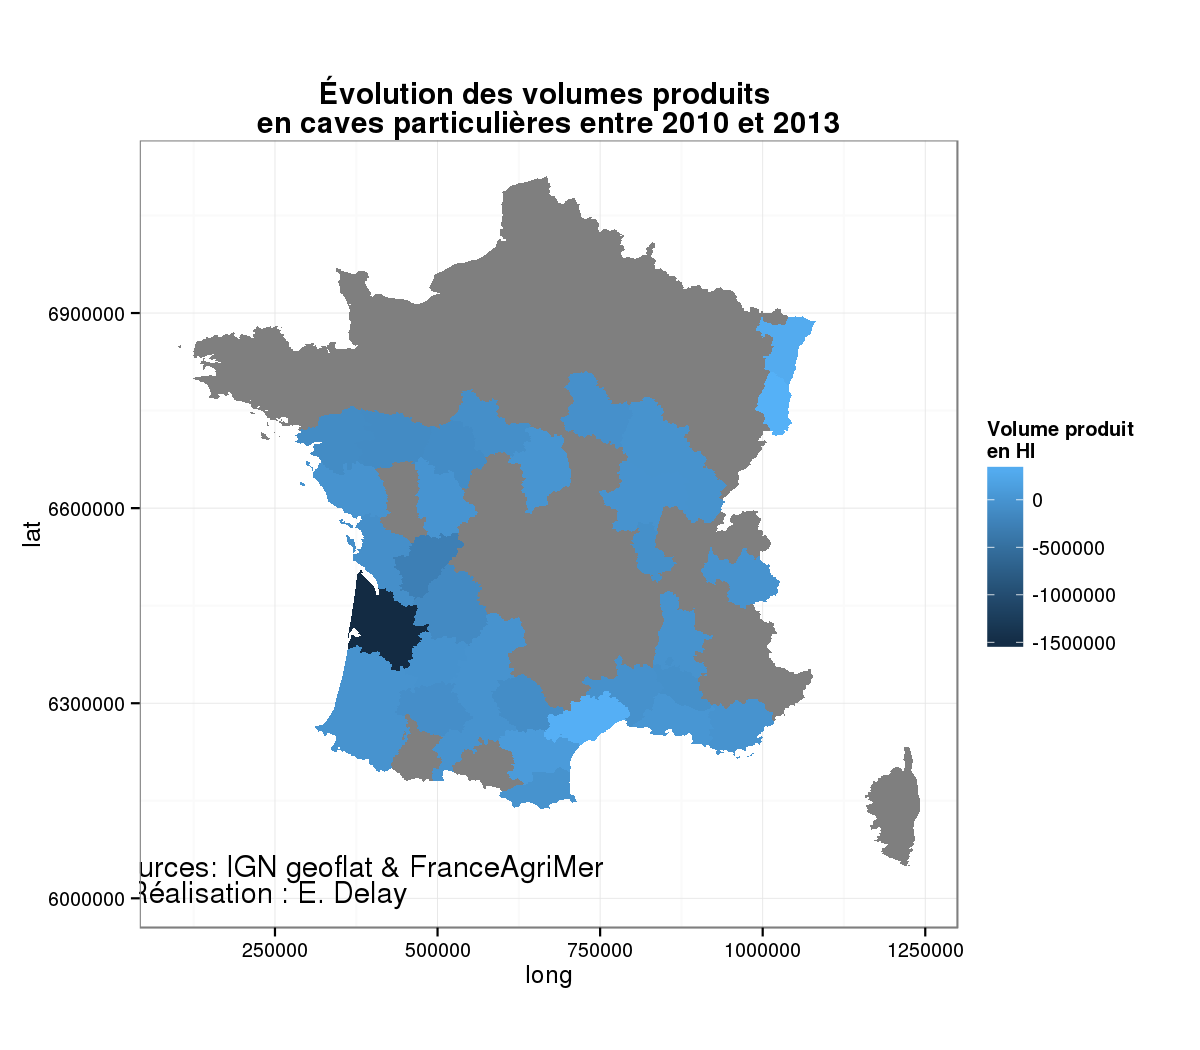 Évolution des volumes produits
en caves particulières entre 2010 et 2013
6900000
6600000
6300000
6000000
lat
250000
500000
750000
1000000
1250000
long
urces: IGN geoflat & FranceAgriMer
Réalisation : E. Delay
Volume produit
en Hl
0
-500000
-1000000
-1500000